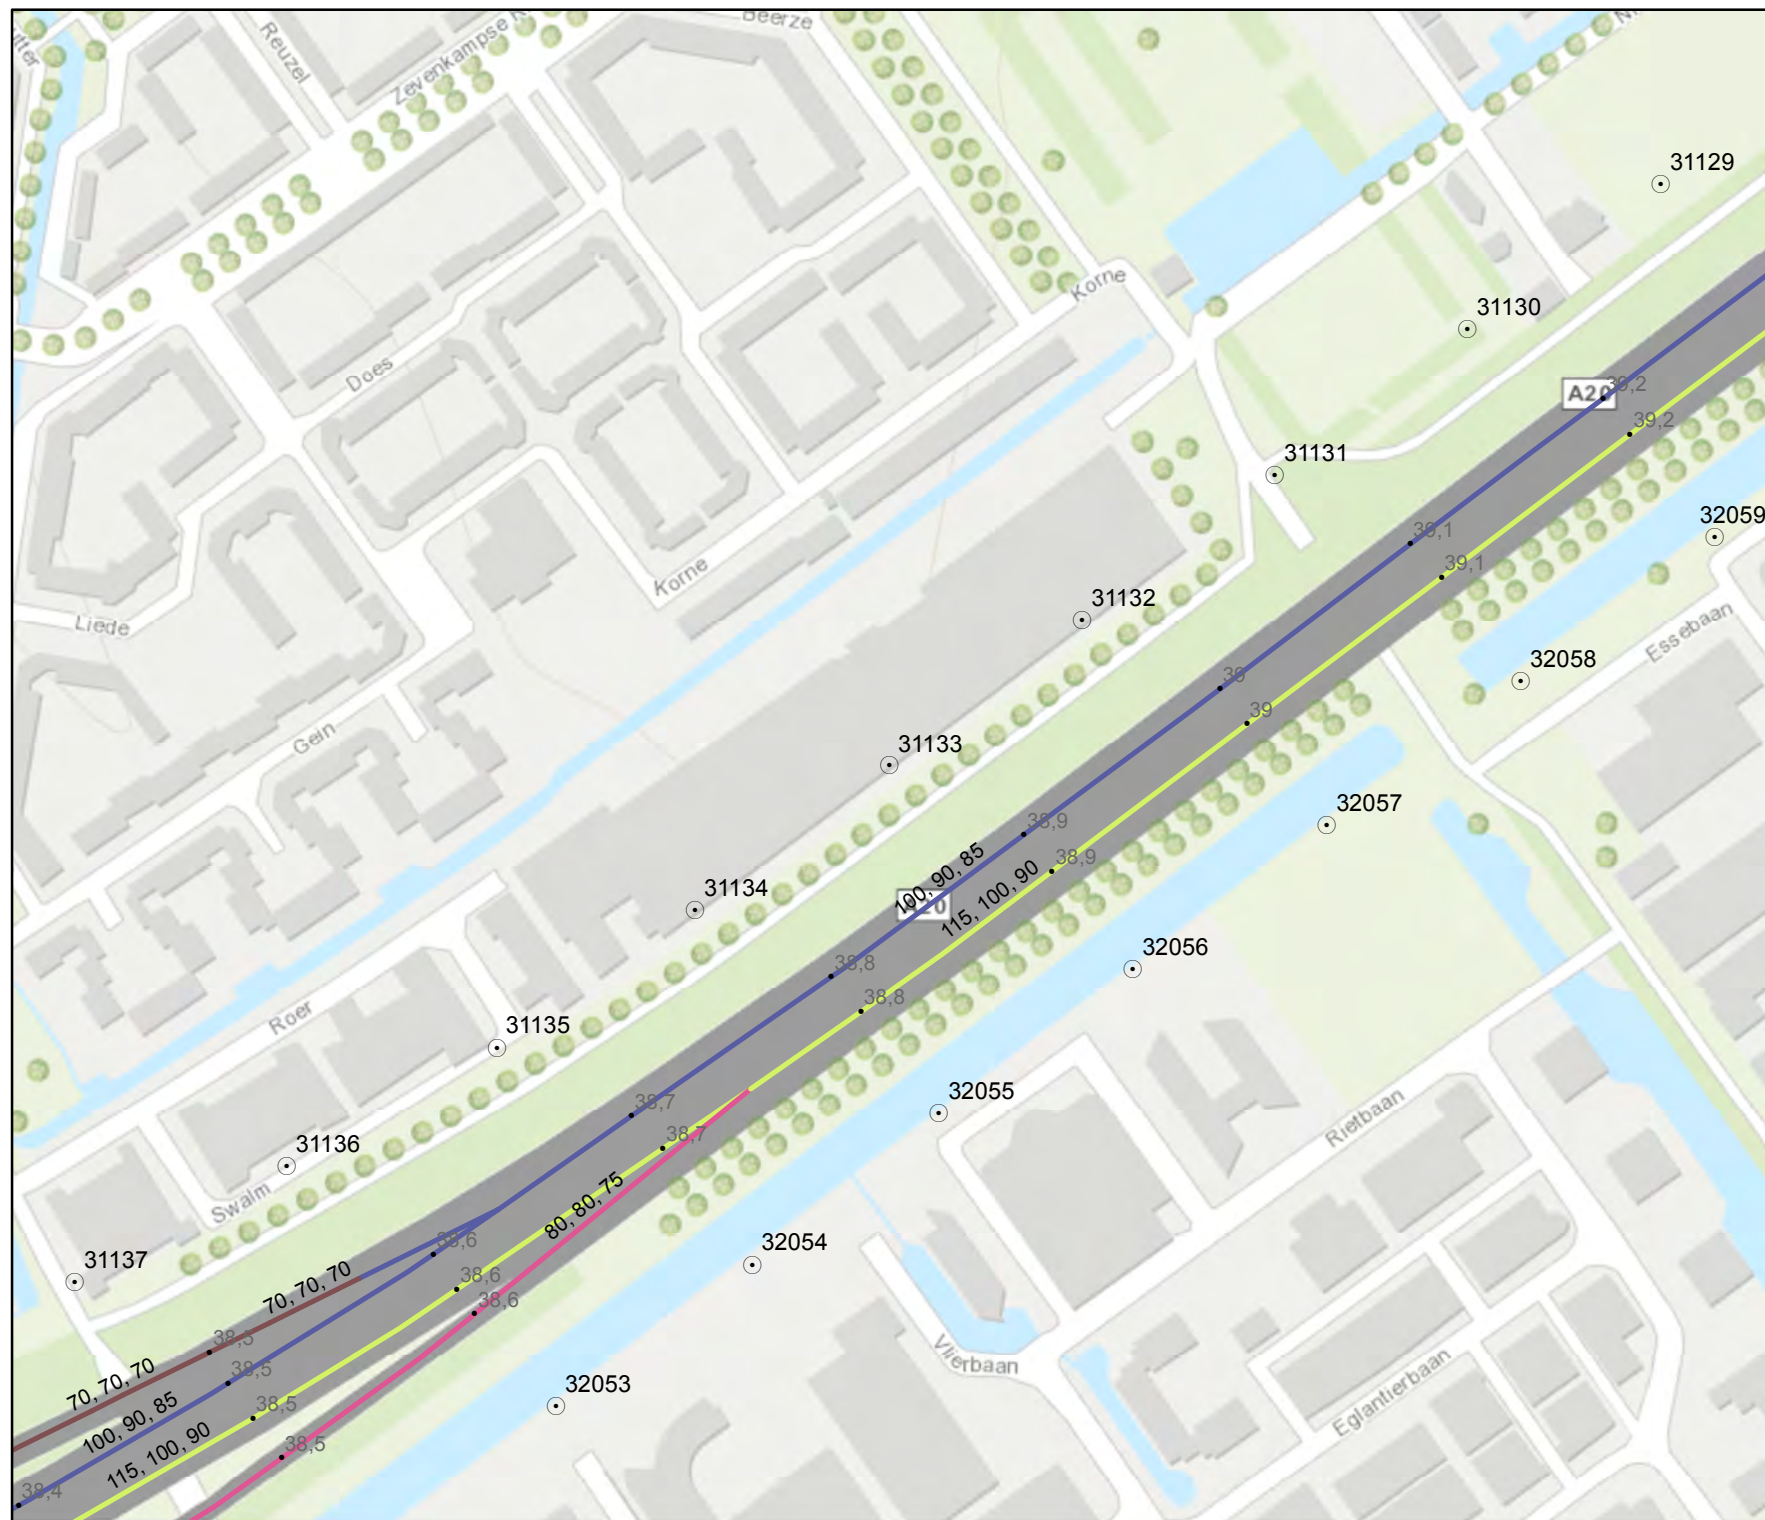 Reuzel
Beerze
Zevenkampse
31129
Korne
31130
Does
39,2
A20
39,2
31131
32059
39,1
39,1
Korne
31132
Essebaan
Liede
32058
39
39
Gein
31133
32057
38,9
38,9
100, 90, 85
115, 100, 90
31134
A20
32056
38,8
38,8
Roer
31135
32055
38,7
38,7
Rietbaan
31136
80, 80, 75
Swalm
38,6
32054
31137
38,6
38,6
70, 70, 70
38,5
Vlierbaan
70, 70, 70
38,5
32053
Eglantierbaan
100, 90, 85
38,5
115, 100, 90
38,5
38,4